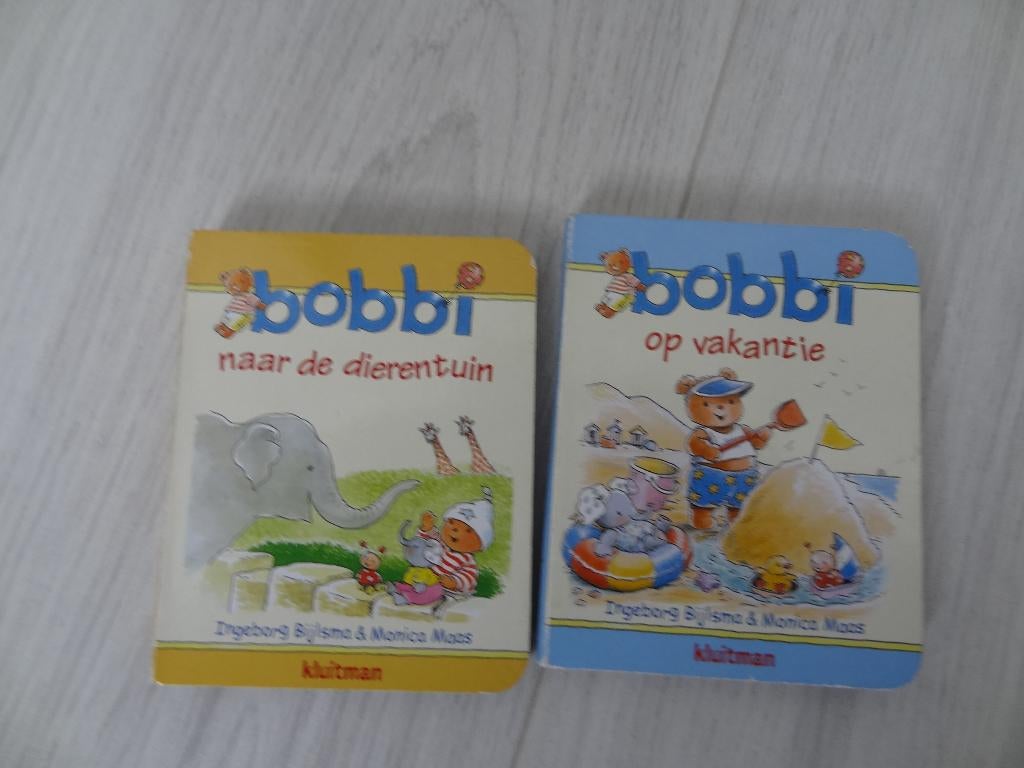 bobbi
naar de dierentuin
Ingeborg Bijlsma & Monica Maas
kluitman
bobbi
op vakantie
Ingeborg Bijlsma & Monica Maas
kluitman